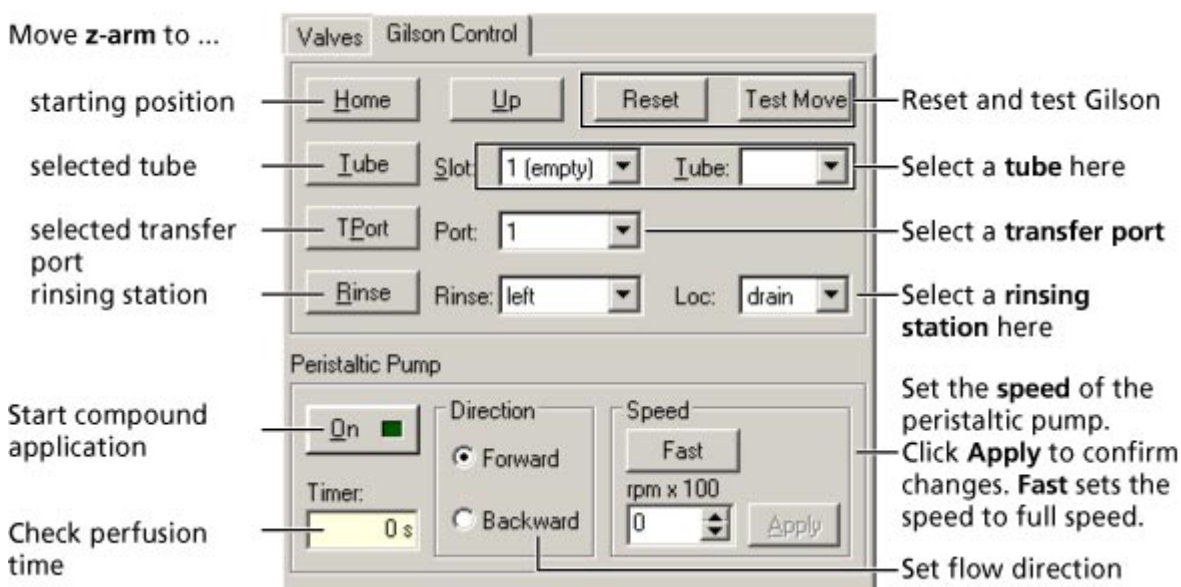 Move z-arm to ...
Valves
Gilson Control
starting position
Home
Up
Reset
Test Move
Reset and test Gilson
selected tube
Tube
Slot:
1 (empty)
Tube:
Select a tube here
selected transfer
port
TPort
Port:
1
Select a transfer port
rinsing station
Rinse
Rinse:
left
Loc:
drain
Select a rinsing
station here
Peristaltic Pump
Start compound
application
On
Direction
Forward
Backward
Speed
Fast
rpm x 100
0
Apply
Set the speed of the
peristaltic pump.
Click Apply to confirm
changes. Fast sets the
speed to full speed.
Timer:
0 s
Check perfusion
time
Set flow direction